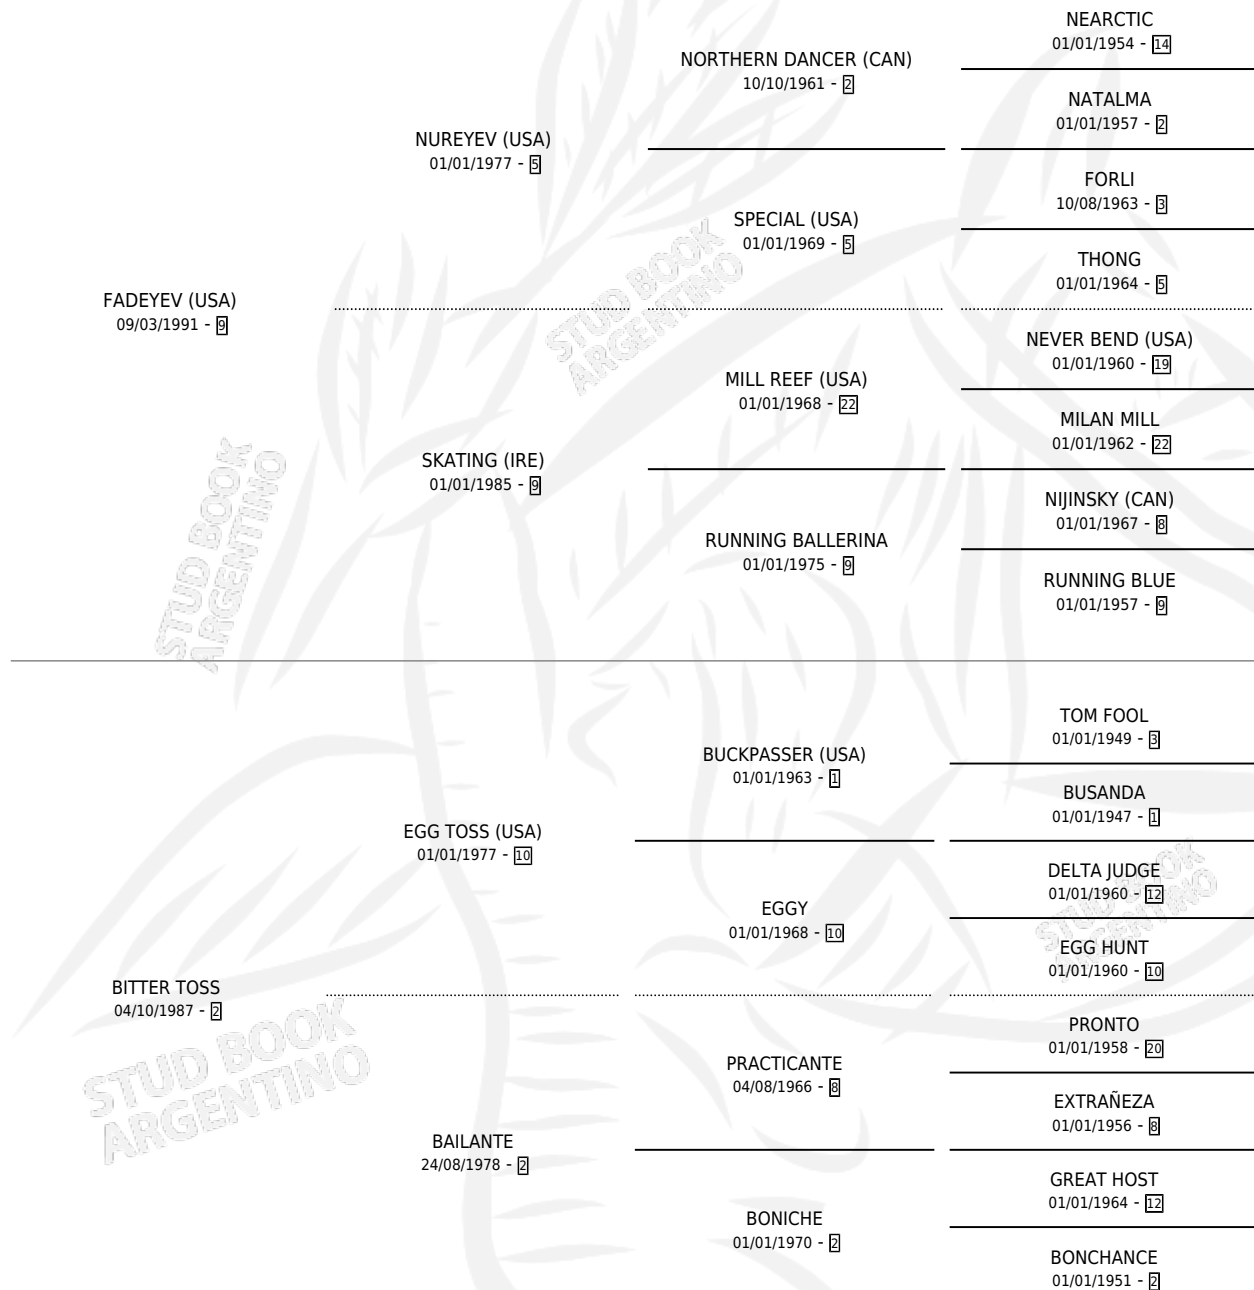 NEARCTIC
01/01/1954 - 14
NORTHERN DANCER (CAN)
10/10/1961 - 2
NATALMA
01/01/1957 - 2
NUREYEV (USA)
01/01/1977 - 5
FORLI
10/08/1963 - 3
SPECIAL (USA)
01/01/1969 - 5
THONG
01/01/1964 - 5
FADEYEV (USA)
09/03/1991 - 9
NEVER BEND (USA)
01/01/1960 - 19
MILL REEF (USA)
01/01/1968 - 22
MILAN MILL
01/01/1962 - 22
SKATING (IRE)
01/01/1985 - 9
NIJINSKY (CAN)
01/01/1967 - 8
RUNNING BALLERINA
01/01/1975 - 9
RUNNING BLUE
01/01/1957 - 9
STUD BOOK
ARGENTINO
STUD BOOK
ARGENTINO
TOM FOOL
01/01/1949 - 3
BUCKPASSER (USA)
01/01/1963 - 1
BUSANDA
01/01/1947 - 1
EGG TOSS (USA)
01/01/1977 - 10
DELTA JUDGE
01/01/1960 - 12
EGGY
01/01/1968 - 10
EGG HUNT
01/01/1960 - 10
STUD BOOK
ARGENTINO
BITTER TOSS
04/10/1987 - 2
PRONTO
01/01/1958 - 20
PRACTICANTE
04/08/1966 - 8
EXTRAÑEZA
01/01/1956 - 8
BAILANTE
24/08/1978 - 2
GREAT HOST
01/01/1964 - 12
BONICHE
01/01/1970 - 2
BONCHANCE
01/01/1951 - 2
STUD BOOK
ARGENTINO